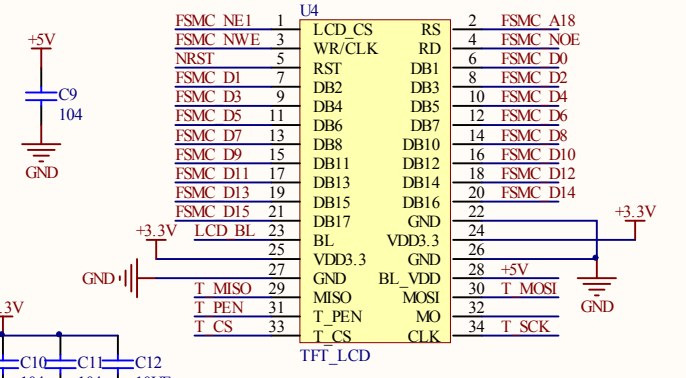 U4
FSMC_NE1 1 LCD_CS RS 2 FSMC_A18
FSMC_NWE 3 WR/CLK RD 4 FSMC_NOE
NRST 5 RST DB1 6 FSMC_D0
FSMC_D1 7 DB2 DB3 8 FSMC_D2
FSMC_D3 9 DB4 DB5 10 FSMC_D4
FSMC_D5 11 DB6 DB7 12 FSMC_D6
FSMC_D7 13 DB8 DB10 14 FSMC_D8
FSMC_D9 15 DB11 DB12 16 FSMC_D10
FSMC_D11 17 DB13 DB14 18 FSMC_D12
FSMC_D13 19 DB15 DB16 20 FSMC_D14
FSMC_D15 21 DB17 GND 22
LCD_BL 23 BL VDD3.3 24
25 VDD3.3 GND 26
27 GND BL_VDD 28 +5V
T_MISO 29 MISO MOSI 30 T_MOSI
T_PEN 31 T_PEN MO 32
T_CS 33 T_CS CLK 34 T_SCK
TFT_LCD
+5V
C9
104
GND
+3.3V
GND
+3.3V
GND
.3V
C10 C11 C12